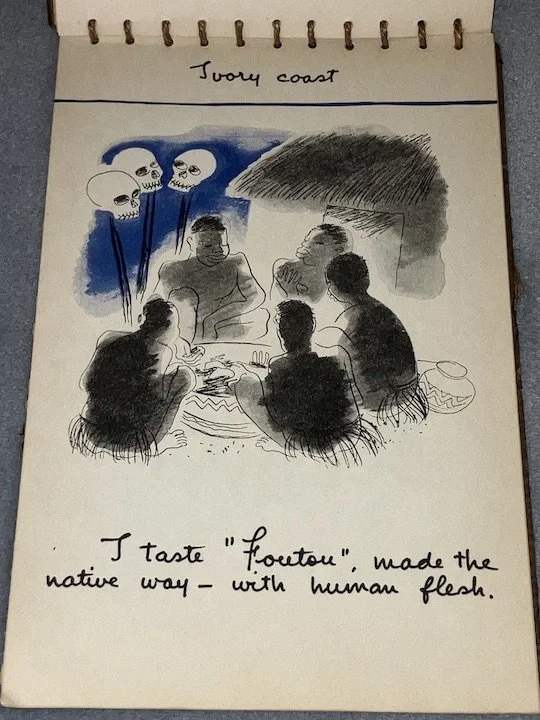 Ivory coast
I taste "Foutou", made the
native way – with human flesh.